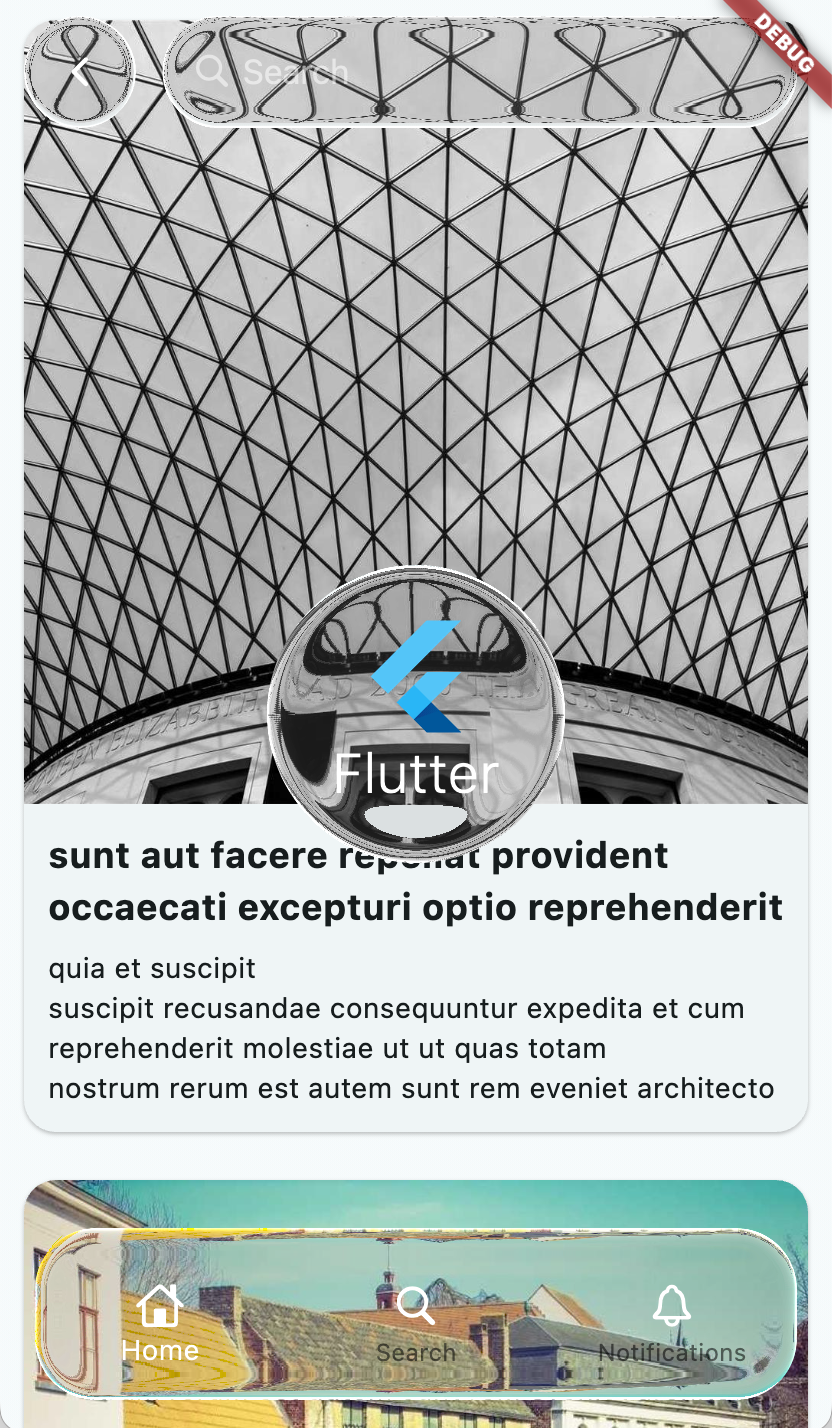 DEBUG
Search
Flutter
sunt aut facere repellat provident
occaecati excepturi optio reprehenderit
quia et suscipit
suscipit recusandae consequuntur expedita et cum
reprehenderit molestiae ut ut quas totam
nostrum rerum est autem sunt rem eveniet architecto
Home
Search
Notifications